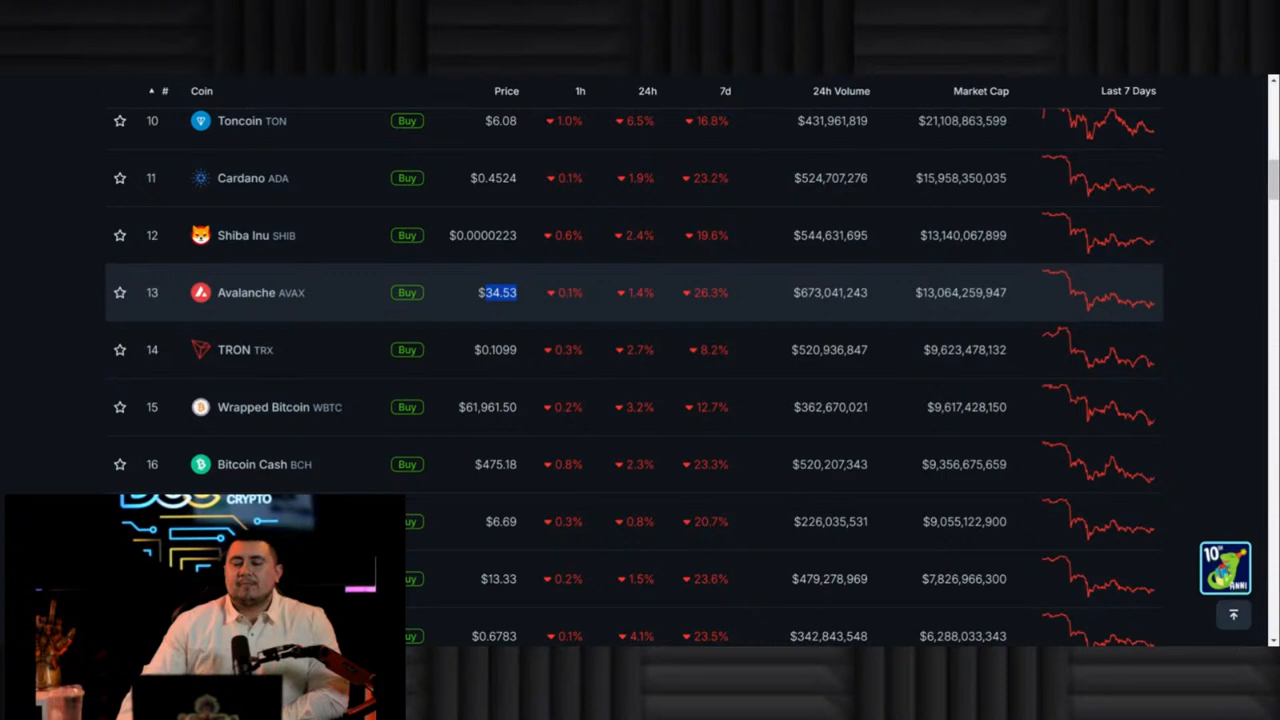 # Coin Price 1h 24h 7d 24h Volume Market Cap Last 7 Days
10 Toncoin TON Buy $6.08 1.0% 6.5% 16.8% $431,961,819 $21,108,863,599
11 Cardano ADA Buy $0.4524 0.1% 1.9% 23.2% $524,707,276 $15,958,350,035
12 Shiba Inu SHIB Buy $0.0000223 0.6% 2.4% 19.6% $544,631,695 $13,140,067,899
13 Avalanche AVAX Buy $34.53 0.1% 1.4% 26.3% $673,041,243 $13,064,259,947
14 TRON TRX Buy $0.1099 0.3% 2.7% 8.2% $520,936,847 $9,623,478,132
15 Wrapped Bitcoin WBTC Buy $61,961.50 0.2% 3.2% 12.7% $362,670,021 $9,617,428,150
16 Bitcoin Cash BCH Buy $475.18 0.8% 2.3% 23.3% $520,207,343 $9,356,675,659
CRYPTO
uy $6.69 0.3% 0.8% 20.7% $226,035,531 $9,055,122,900
10TH
ANNI
uy $13.33 0.2% 1.5% 23.6% $479,278,969 $7,826,966,300
uy $0.6783 0.1% 4.1% 23.5% $342,843,548 $6,288,033,343